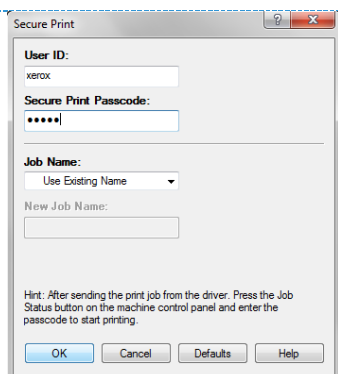 Secure Print
User ID:
xerox
Secure Print Passcode:
●●●●●
Job Name:
Use Existing Name
New Job Name:
Hint: After sending the print job from the driver. Press the Job
Status button on the machine control panel and enter the
passcode to start printing.
OK Cancel Defaults Help